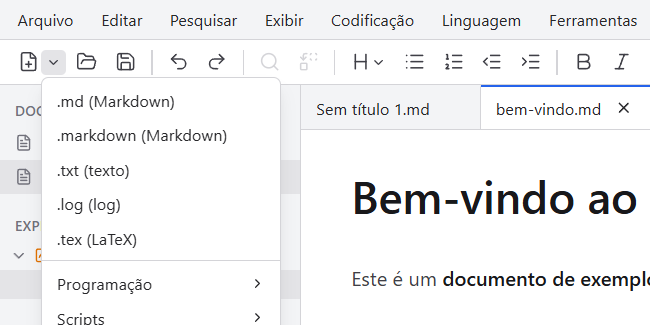 Arquivo Editar Pesquisar Exibir Codificação Linguagem Ferramentas
H
B I
DOC
Sem título 1.md bem-vindo.md
.md (Markdown)
.markdown (Markdown)
.txt (texto)
.log (log)
.tex (LaTeX)
EXP
Programação
Scripts
Bem-vindo ao
Este é um documento de exemplo